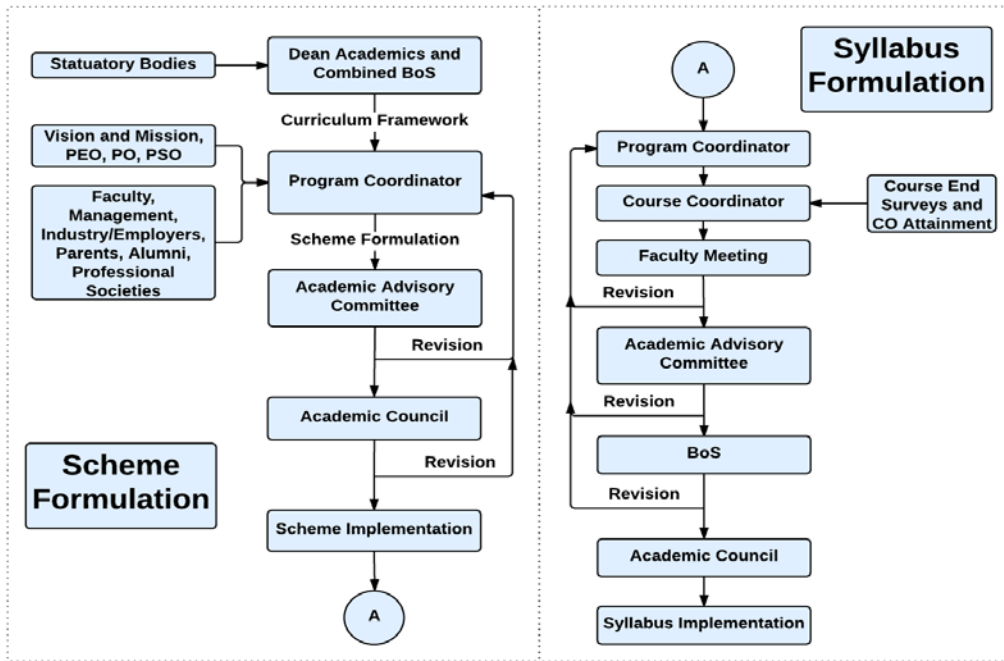 Statuatory Bodies
Dean Academics and
Combined BoS
Curriculum Framework
Vision and Mission,
PEO, PO, PSO
Program Coordinator
Faculty,
Management,
Industry/Employers,
Parents, Alumni,
Professional
Societies
Scheme Formulation
Academic Advisory
Committee
Revision
Academic Council
Revision
Scheme
Formulation
Scheme Implementation
A
Syllabus
Formulation
A
Program Coordinator
Course Coordinator
Course End
Surveys and
CO Attainment
Faculty Meeting
Revision
Academic Advisory
Committee
Revision
BoS
Revision
Academic Council
Syllabus Implementation